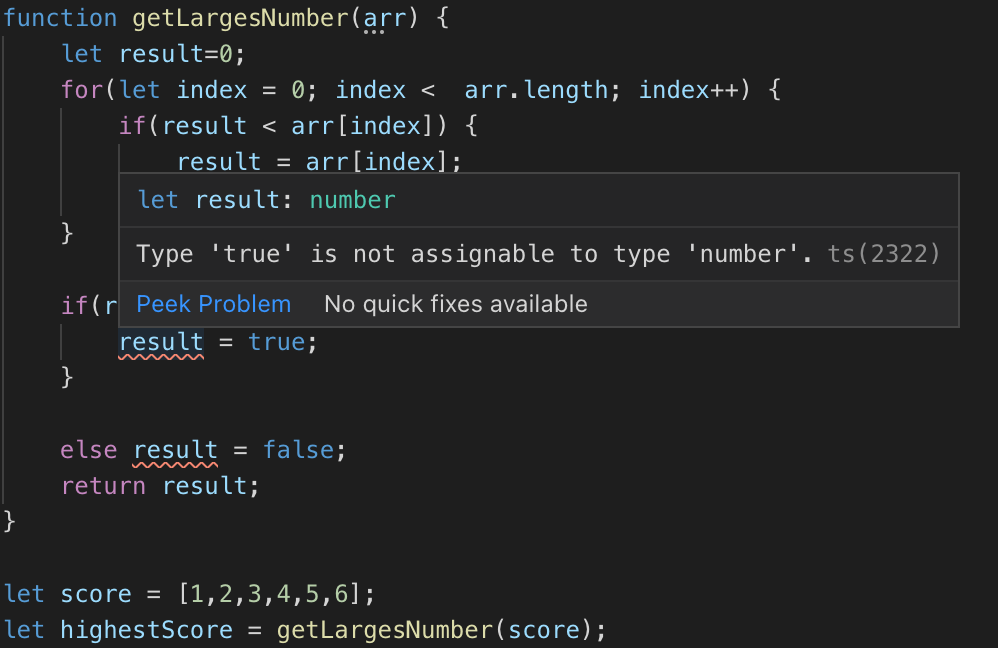 function getLargesNumber(arr) {
let result=0;
for(let index = 0; index <  arr.length; index++) {
if(result < arr[index]) {
result = arr[index];
let result: number
}
Type 'true' is not assignable to type 'number'. ts(2322)
if(r
Peek Problem No quick fixes available
result = true;
}
else result = false;
return result;
}
let score = [1,2,3,4,5,6];
let highestScore = getLargesNumber(score);